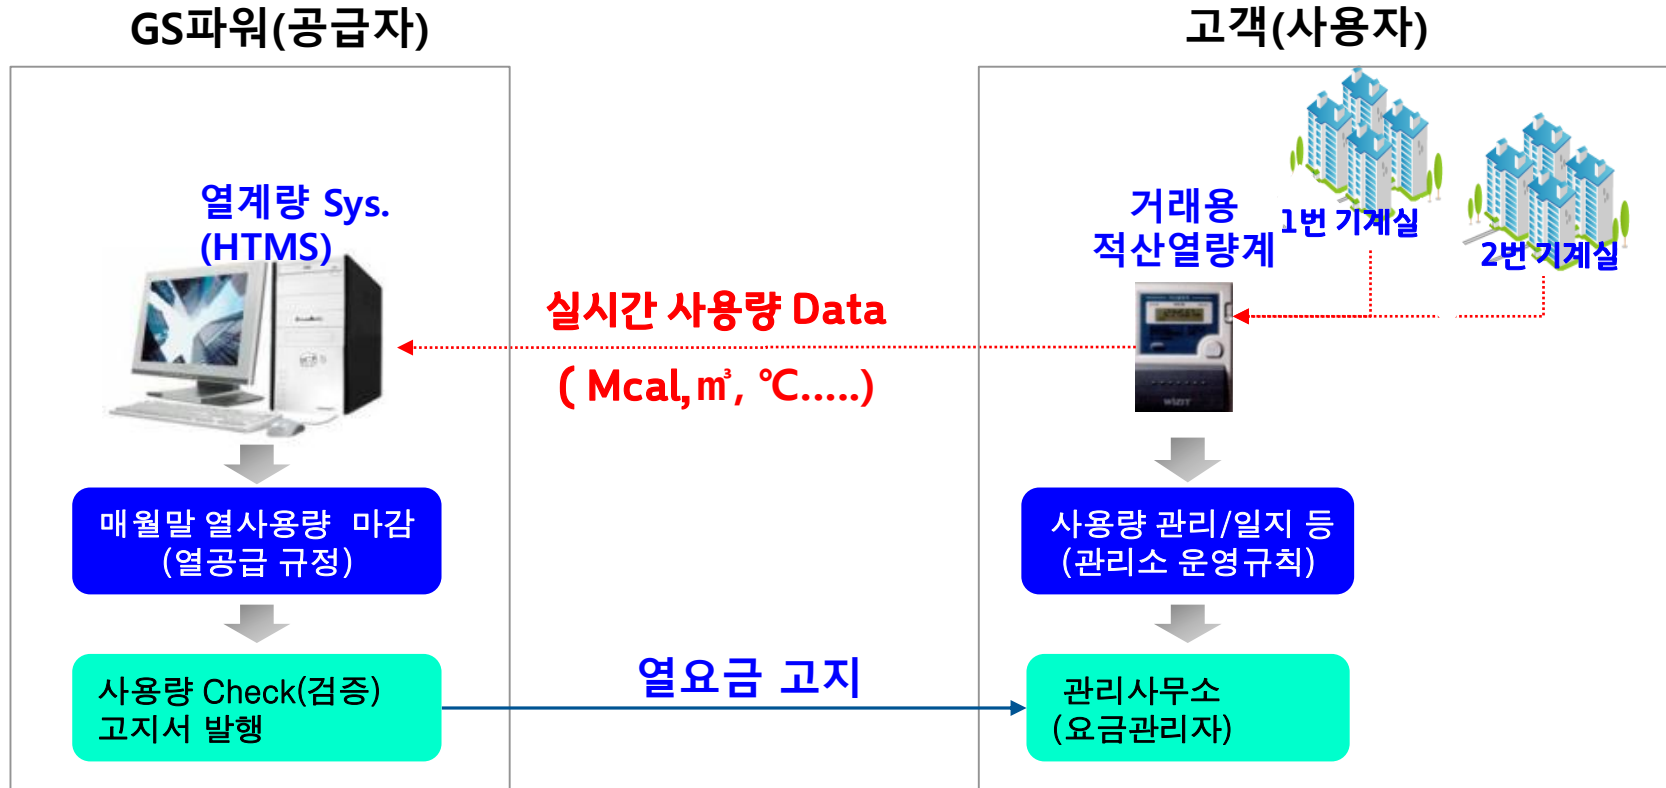 GS파워(공급자)
고객(사용자)
열계량 Sys.
(HTMS)
거래용
적산열량계
1번 기계실
2번 기계실
실시간 사용량 Data
( Mcal,㎥, ℃.....)
매월말 열사용량 마감
(열공급 규정)
사용량 관리/일지 등
(관리소 운영규칙)
사용량 Check(검증)
고지서 발행
열요금 고지
관리사무소
(요금관리자)